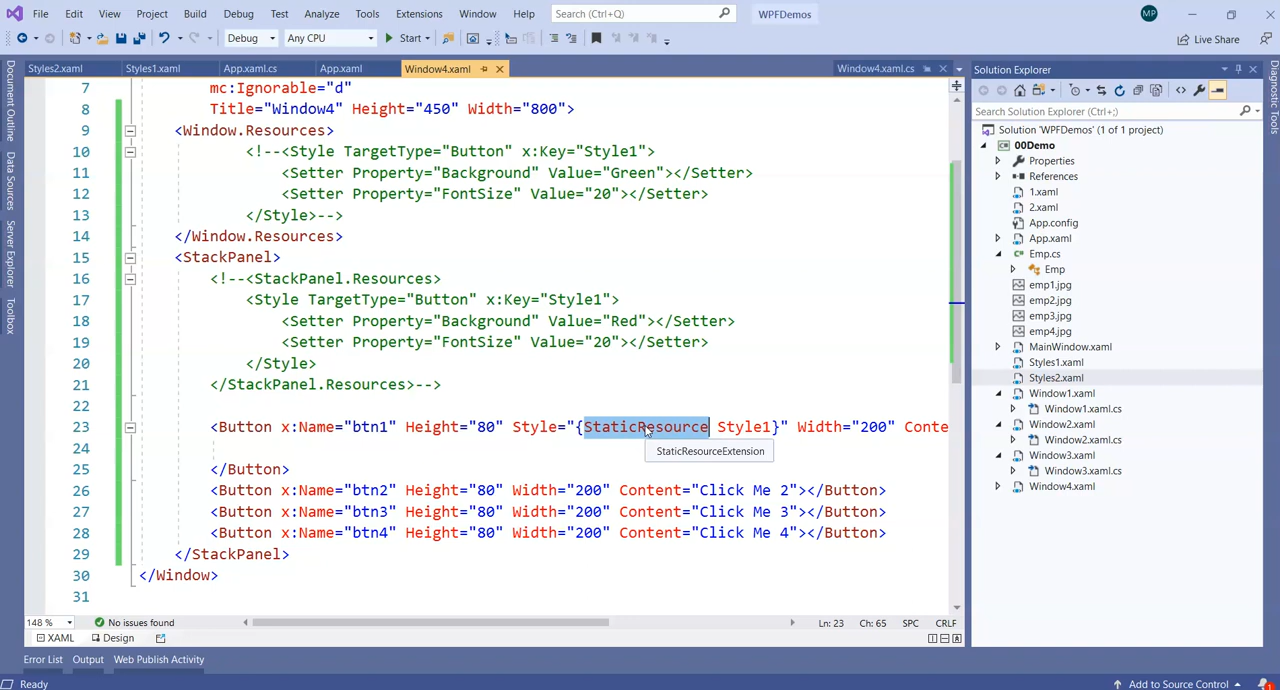 File Edit View Project Build Debug Test Analyze Tools Extensions Window Help Search (Ctrl+Q) WPFDemos MP
Debug Any CPU Start Live Share
Styles2.xaml Styles1.xaml App.xaml.cs App.xaml Window4.xaml Window4.xaml.cs
Document Outline
Data Sources
Server Explorer
Toolbox
7 mc:Ignorable="d"
8 Title="Window4" Height="450" Width="800">
9 <Window.Resources>
10 <!--<Style TargetType="Button" x:Key="Style1">
11 <Setter Property="Background" Value="Green"></Setter>
12 <Setter Property="FontSize" Value="20"></Setter>
13 </Style>-->
14 </Window.Resources>
15 <StackPanel>
16 <!--<StackPanel.Resources>
17 <Style TargetType="Button" x:Key="Style1">
18 <Setter Property="Background" Value="Red"></Setter>
19 <Setter Property="FontSize" Value="20"></Setter>
20 </Style>
21 </StackPanel.Resources>-->
22
23 <Button x:Name="btn1" Height="80" Style="{StaticResource Style1}" Width="200" Conte
StaticResourceExtension
24
25 </Button>
26 <Button x:Name="btn2" Height="80" Width="200" Content="Click Me 2"></Button>
27 <Button x:Name="btn3" Height="80" Width="200" Content="Click Me 3"></Button>
28 <Button x:Name="btn4" Height="80" Width="200" Content="Click Me 4"></Button>
29 </StackPanel>
30 </Window>
31
148 % No issues found Ln: 23 Ch: 65 SPC CRLF
XAML Design
Error List Output Web Publish Activity
Ready Add to Source Control 1
Solution Explorer
Search Solution Explorer (Ctrl+;)
Solution 'WPFDemos' (1 of 1 project)
00Demo
Properties
References
1.xaml
2.xaml
App.config
App.xaml
Emp.cs
Emp
emp1.jpg
emp2.jpg
emp3.jpg
emp4.jpg
MainWindow.xaml
Styles1.xaml
Styles2.xaml
Window1.xaml
Window1.xaml.cs
Window2.xaml
Window2.xaml.cs
Window3.xaml
Window3.xaml.cs
Window4.xaml
Diagnostic Tools